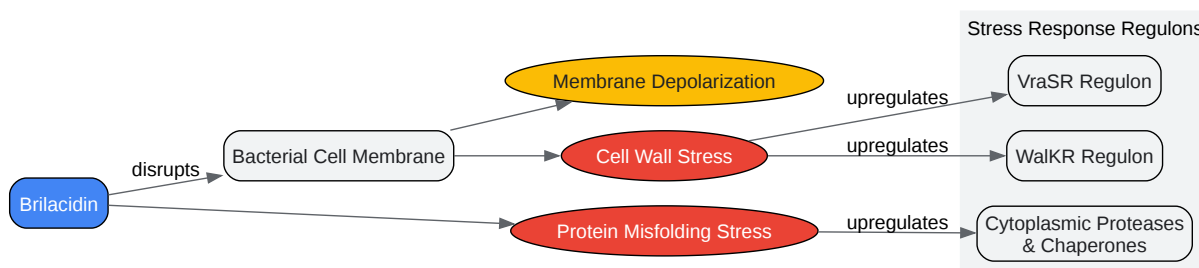 Stress Response Regulons
Membrane Depolarization
upregulates
VraSR Regulon
Bacterial Cell Membrane
Cell Wall Stress
upregulates
WalKR Regulon
disrupts
Brilacidin
Protein Misfolding Stress
upregulates
Cytoplasmic Proteases
& Chaperones